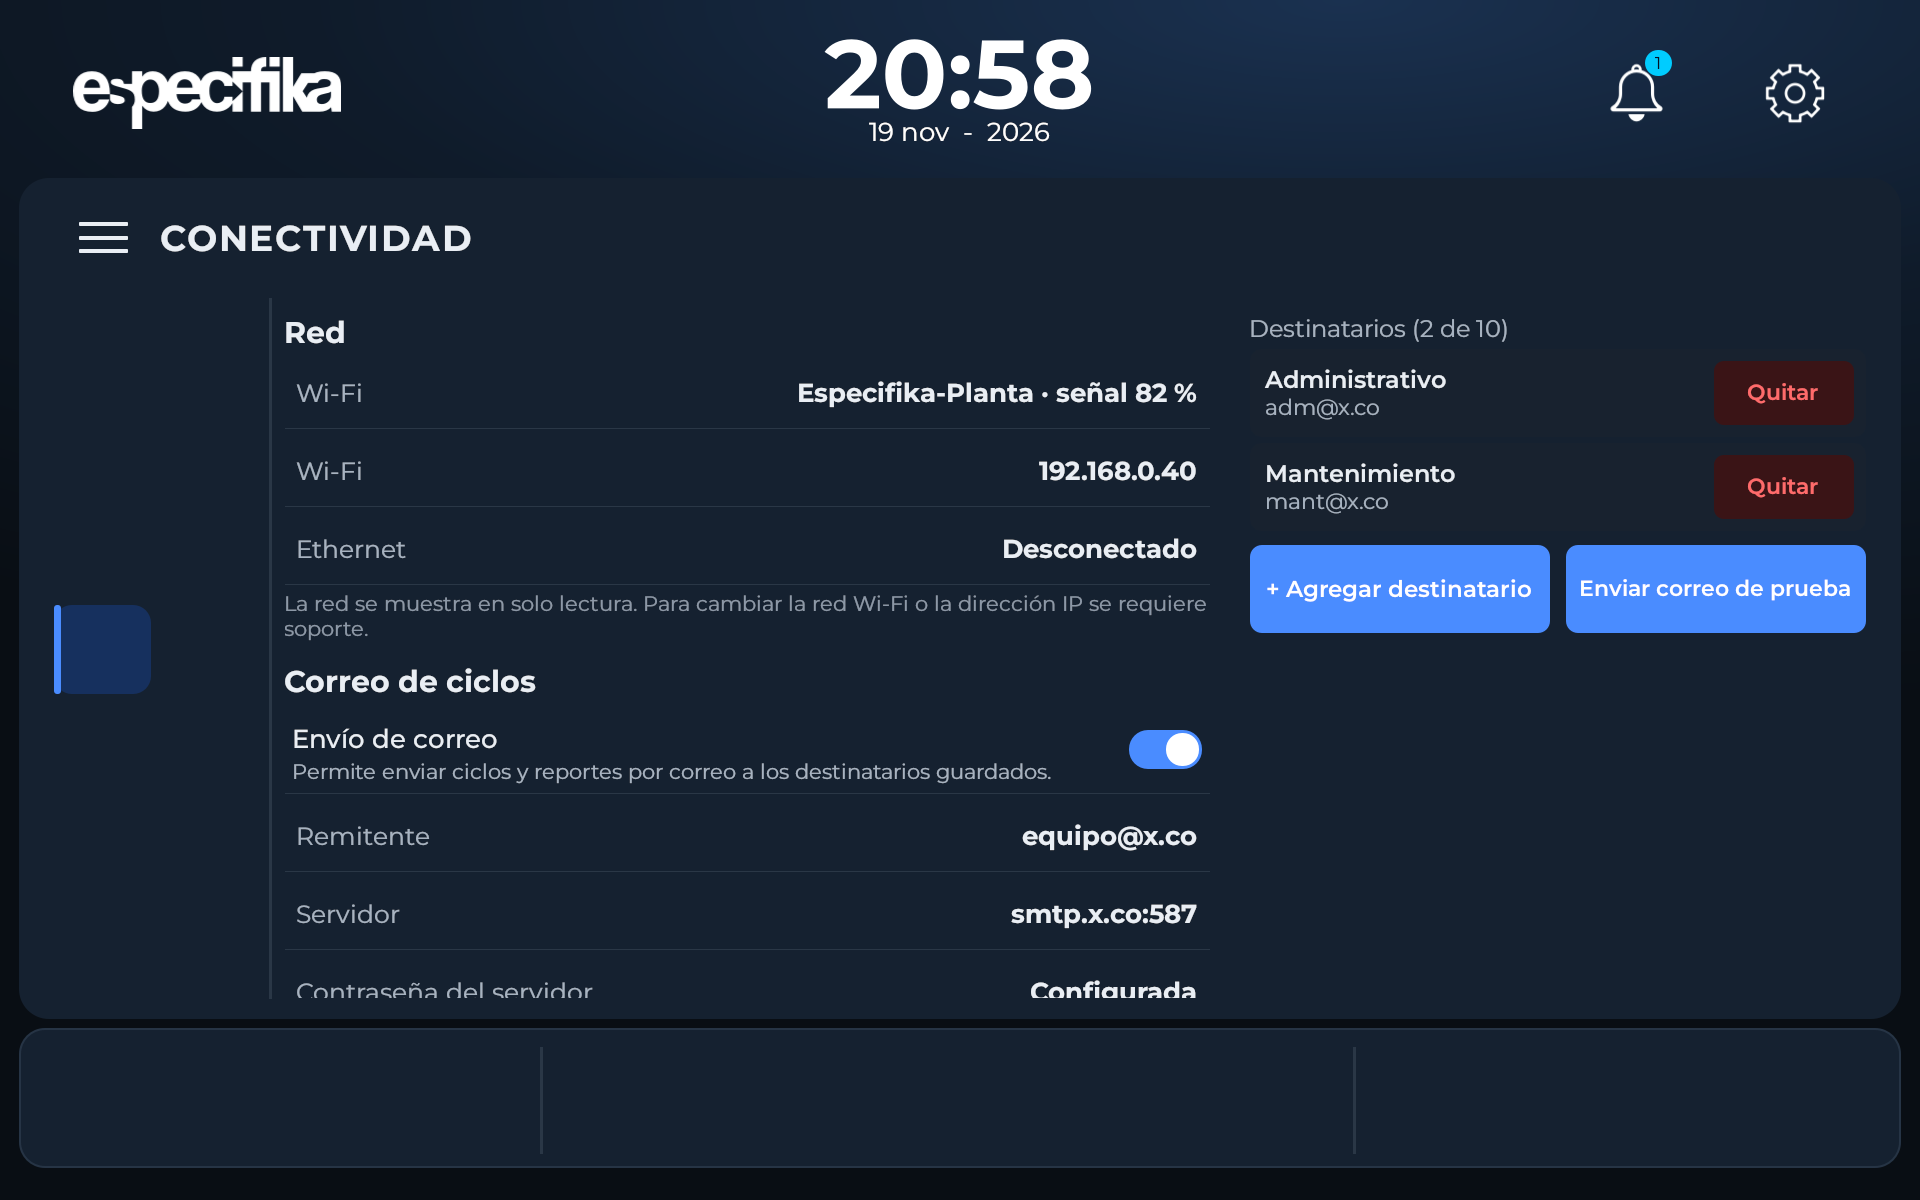 especifika
20:58
19 nov - 2026
1
CONECTIVIDAD
Red
Wi-Fi
Especifika-Planta · señal 82 %
Wi-Fi
192.168.0.40
Ethernet
Desconectado
La red se muestra en solo lectura. Para cambiar la red Wi-Fi o la dirección IP se requiere
soporte.
Correo de ciclos
Envío de correo
Permite enviar ciclos y reportes por correo a los destinatarios guardados.
Remitente
equipo@x.co
Servidor
smtp.x.co:587
Contraseña del servidor
Configurada
Destinatarios (2 de 10)
Administrativo
adm@x.co
Quitar
Mantenimiento
mant@x.co
Quitar
+ Agregar destinatario
Enviar correo de prueba